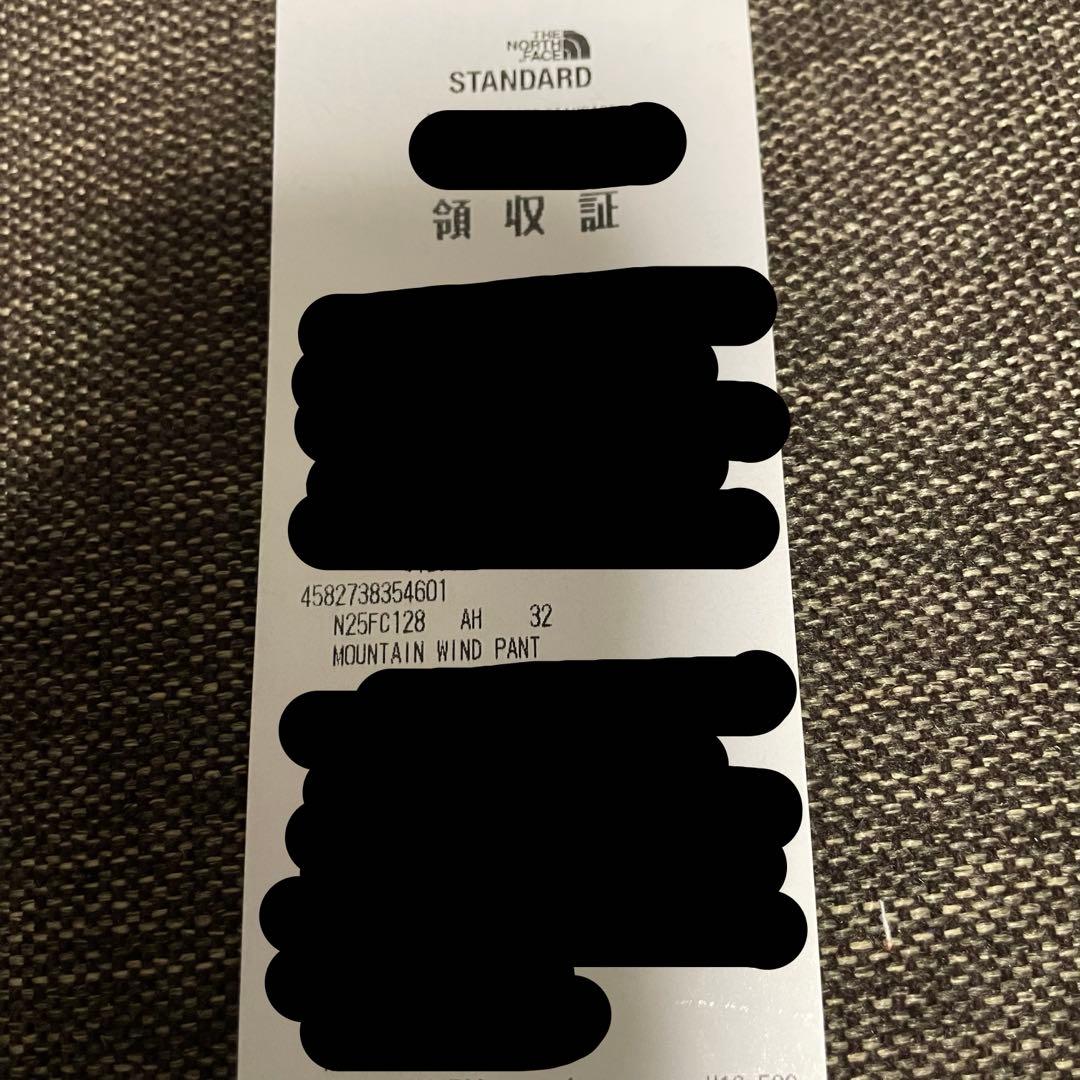 THE
NORTH
FACE
STANDARD
領収証
4582738354601
N25FC128 AH 32
MOUNTAIN WIND PANT